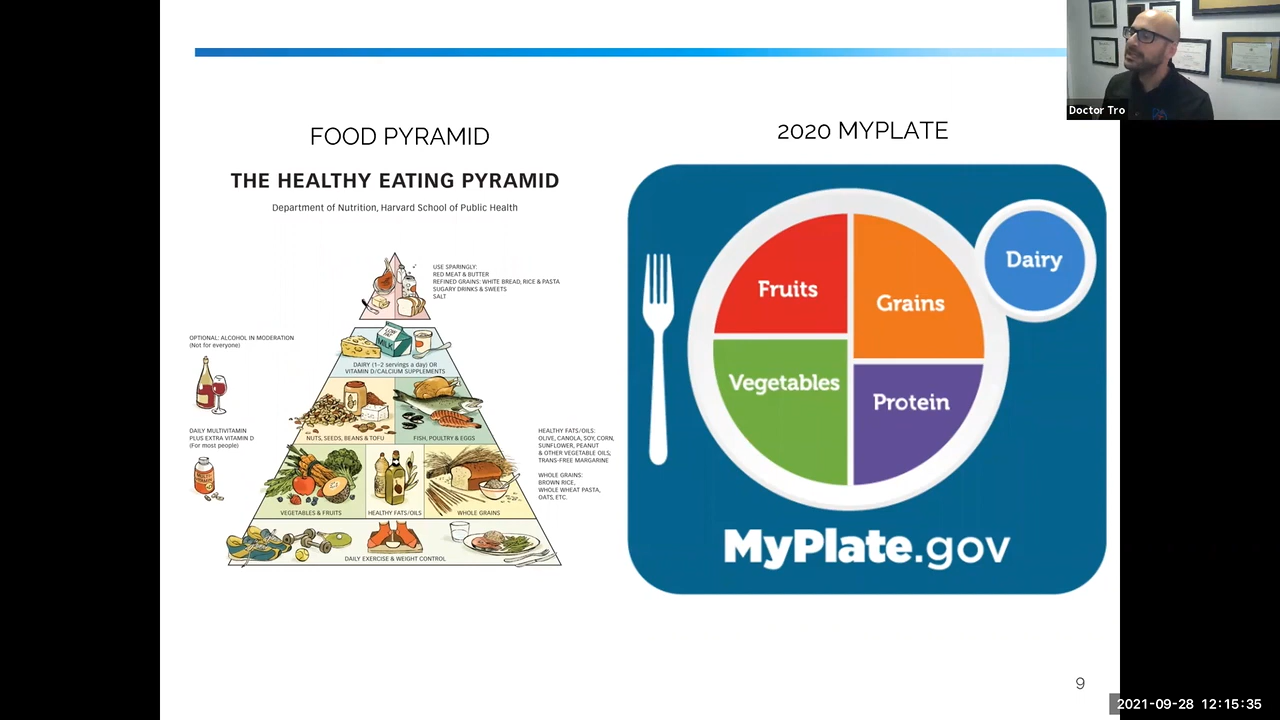 Doctor Tro
FOOD PYRAMID
THE HEALTHY EATING PYRAMID
Department of Nutrition, Harvard School of Public Health
USE SPARINGLY:
RED MEAT & BUTTER
REFINED GRAINS: WHITE BREAD, RICE & PASTA
SUGARY DRINKS & SWEETS
SALT
OPTIONAL: ALCOHOL IN MODERATION
(Not for everyone)
LOW
FAT
MILK
DAIRY (1-2 servings a day) OR
VITAMIN D/CALCIUM SUPPLEMENTS
DAILY MULTIVITAMIN
PLUS EXTRA VITAMIN D
(For most people)
NUTS, SEEDS, BEANS & TOFU
FISH, POULTRY & EGGS
HEALTHY FATS/OILS:
OLIVE, CANOLA, SOY, CORN,
SUNFLOWER, PEANUT
& OTHER VEGETABLE OILS,
TRANS-FREE MARGARINE
WHOLE GRAINS:
BROWN RICE,
WHOLE WHEAT PASTA,
OATS, ETC.
VEGETABLES & FRUITS
HEALTHY FATS/OILS
WHOLE GRAINS
DAILY EXERCISE & WEIGHT CONTROL
2020 MYPLATE
Fruits
Grains
Dairy
Vegetables
Protein
MyPlate.gov
9
2021-09-28 12:15:35